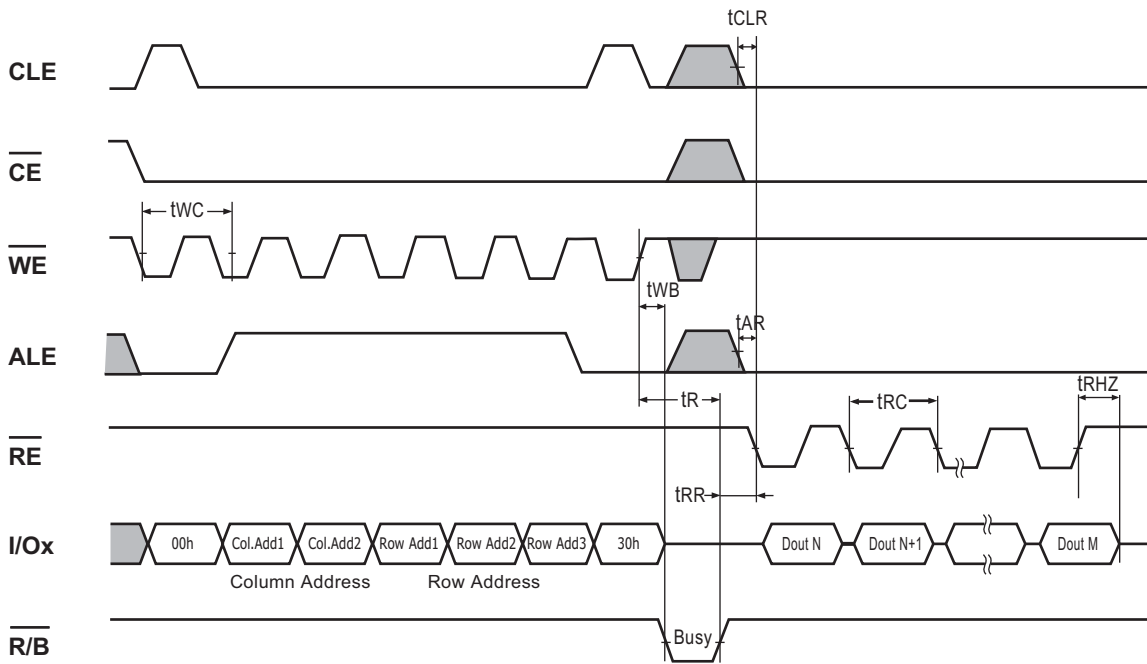 tCLR
CLE
CE
tWC
WE
tWB
tAR
ALE
tR
tRC
tRHZ
RE
tRR
I/Ox
00h
Col.Add1
Col.Add2
Row Add1
Row Add2
Row Add3
30h
Dout N
Dout N+1
Dout M
Column Address
Row Address
R/B
Busy